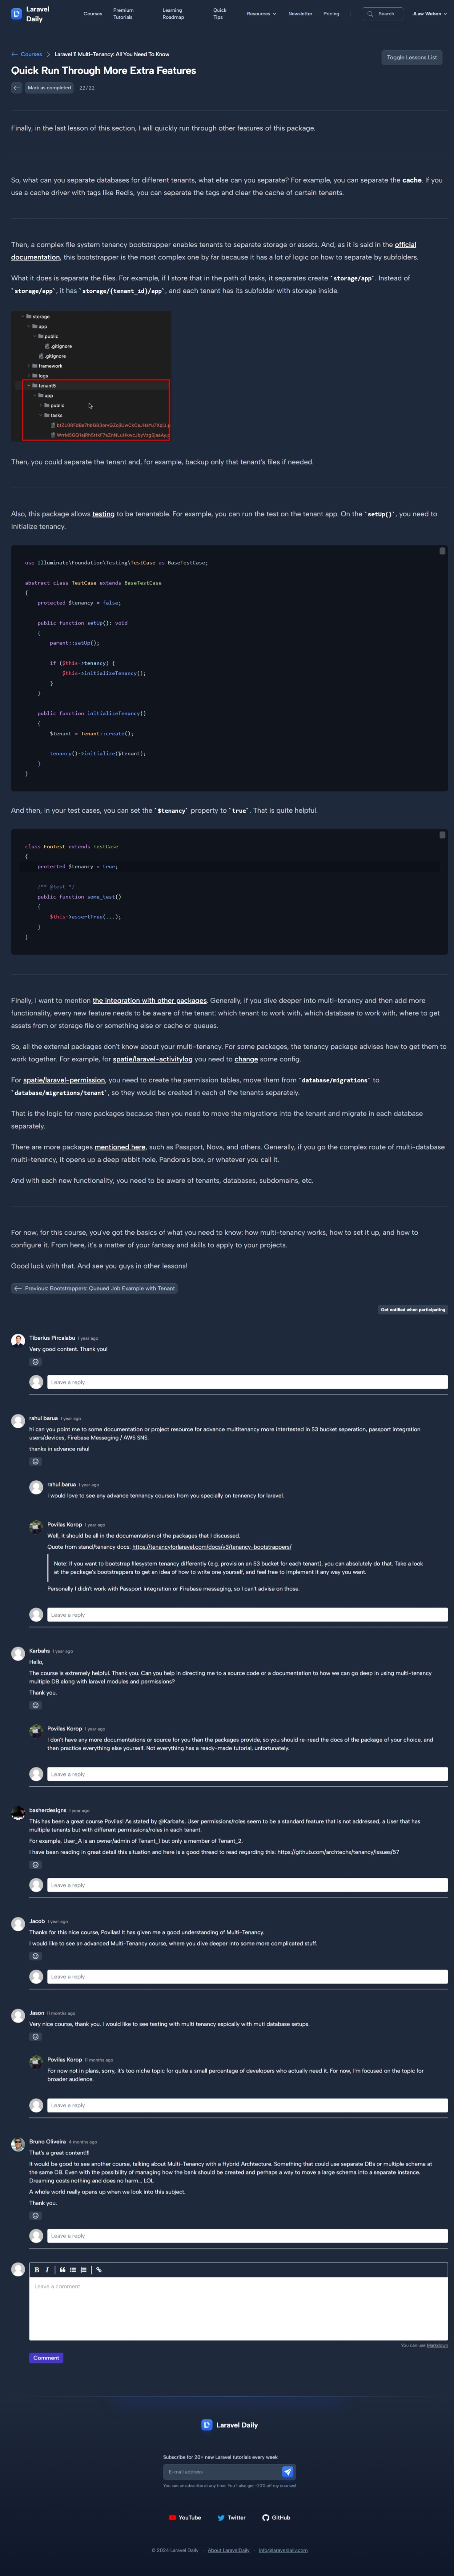 Laravel Daily
Courses
Premium Tutorials
Learning Roadmap
Quick Tips
Resources
Newsletter
Pricing
Search
JLaw Webon
Courses
Laravel 11 Multi-Tenancy: All You Need To Know
Toggle Lessons List
Quick Run Through More Extra Features
Mark as completed
22/22
Finally, in the last lesson of this section, I will quickly run through other features of this package.
So, what can you separate databases for different tenants, what else can you separate? For example, you can separate the cache. If you
use a cache driver with tags like Redis, you can separate the tags and clear the cache of certain tenants.
Then, a complex file system tenancy bootstrapper enables tenants to separate storage or assets. And, as it is said in the official
documentation, this bootstrapper is the most complex one by far because it has a lot of logic on how to separate by subfolders.
What it does is separate the files. For example, if I store that in the path of tasks, it separates create `storage/app`. Instead of
`storage/app`, it has `storage/{tenant_id}/app`, and each tenant has its subfolder with storage inside.
storage
app
public
.gitignore
.gitignore
framework
logs
tenant5
app
public
tasks
Then, you could separate the tenant and, for example, backup only that tenant's files if needed.
Also, this package allows testing to be tenantable. For example, you can run the test on the tenant app. On the `setUp()`, you need to
initialize tenancy.
use Illuminate\Foundation\Testing\TestCase as BaseTestCase;
abstract class TestCase extends BaseTestCase
{
protected $tenancy = false;
public function setUp(): void
{
parent::setUp();
if ($this->tenancy) {
$this->initializeTenancy();
}
}
public function initializeTenancy()
{
$tenant = Tenant::create();
tenancy()->initialize($tenant);
}
}
And then, in your test cases, you can set the `$tenancy` property to `true`. That is quite helpful.
class FooTest extends TestCase
{
protected $tenancy = true;
/** @test */
public function some_test()
{
$this->assertTrue(...);
}
}
Finally, I want to mention the integration with other packages. Generally, if you dive deeper into multi-tenancy and then add more
functionality, every new feature needs to be aware of the tenant: which tenant to work with, which database to work with, where to get
assets from or storage file or something else or cache or queues.
So, all the external packages don't know about your multi-tenancy. For some packages, the tenancy package advises how to get them to
work together. For example, for spatie/laravel-activitylog you need to change some config.
For spatie/laravel-permission, you need to create the permission tables, move them from `database/migrations` to
`database/migrations/tenant`, so they would be created in each of the tenants separately.
That is the logic for more packages because then you need to move the migrations into the tenant and migrate in each database
separately.
There are more packages mentioned here, such as Passport, Nova, and others. Generally, if you go the complex route of multi-database
multi-tenancy, it opens up a deep rabbit hole, Pandora's box, or whatever you call it.
And with each new functionality, you need to be aware of tenants, databases, subdomains, etc.
For now, for this course, you've got the basics of what you need to know: how multi-tenancy works, how to set it up, and how to
configure it. From here, it's a matter of your fantasy and skills to apply to your projects.
Good luck with that. And see you guys in other lessons!
Previous: Bootstrappers: Queued Job Example with Tenant
Get notified when participating
Tiberius Pircalabu 1 year ago
Very good content. Thank you!
Leave a reply
rahul barua 1 year ago
hi can you point me to some documentation or project resource for advance multitenancy more intertested in S3 bucket seperation, passport integration
users/devices, Firebase Messeging / AWS SNS.
thanks in advance rahul
rahul barua 1 year ago
I would love to see any advance tennancy courses from you specially on tenrency for laravel.
Povilas Korop 1 year ago
Well, it should be all in the documentation of the packages that I discussed.
Quote from stancl/tenancy docs: https://tenancyforlaravel.com/docs/v3/tenancy-bootstrappers/
Note: If you want to bootstrap filesystem tenancy differently (e.g. provision an S3 bucket for each tenant), you can absolutely do that. Take a look
at the package's bootstrappers to get an idea of how to write one yourself, and feel free to implement it any way you want.
Personally I didn't work with Passport integration or Firebase messaging, so I can't advise on those.
Leave a reply
Karbahs 1 year ago
Hello,
The course is extremely helpful. Thank you. Can you help in directing me to a source code or a documentation to how we can go deep in using multi-tenancy
multiple DB along with laravel modules and permissions?
Thank you.
Povilas Korop 1 year ago
I don't have any more documentations or source for you than the packages provide, so you should re-read the docs of the package of your choice, and
then practice everything else yourself. Not everything has a ready-made tutorial, unfortunately.
Leave a reply
basherdesigns 1 year ago
This has been a great course Povilas! As stated by @Karbahs, User permissions/roles seem to be a standard feature that is not addressed, a User that has
multiple tenants but with different permissions/roles in each tenant.
For example, User_A is an owner/admin of Tenant_1 but only a member of Tenant_2.
I have been reading in great detail this situation and here is a good thread to read regarding this: https://github.com/archtechx/tenancy/issues/57
Leave a reply
Jacob 1 year ago
Thanks for this nice course, Povilas! It has given me a good understanding of Multi-Tenancy.
I would like to see an advanced Multi-Tenancy course, where you dive deeper into some more complicated stuff.
Leave a reply
Jason 11 months ago
Very nice course, thank you. I would like to see testing with multi tenancy espically with muti database setups.
Povilas Korop
For now not in plans, sorry, it's too niche topic for quite a small percentage of developers who actually need it. For now, I'm focused on the topic for
broader audience.
Leave a reply
Bruno Oliveira 4 months ago
That's a great content!!!
It would be good to see another course, talking about Multi-Tenancy with a Hybrid Archtectura. Something that could use separate DBs or multiple schema at
the same DB. Even with the possibility of managing how the bank should be created and perhaps a way to move a large schema into a separate instance.
Dreaming costs nothing and does no harm... LOL
A whole world really opens up when we look into this subject.
Thank you.
Leave a reply
Leave a comment
You can use Markdown
Comment
Laravel Daily
Subscribe for 20+ new Laravel tutorials every week
E-mail address
You can unsubscribe at any time. You'll also get -20% off my courses!
YouTube
Twitter
GitHub
© 2024 Laravel Daily
About LaravelDaily
info@laraveldaily.com